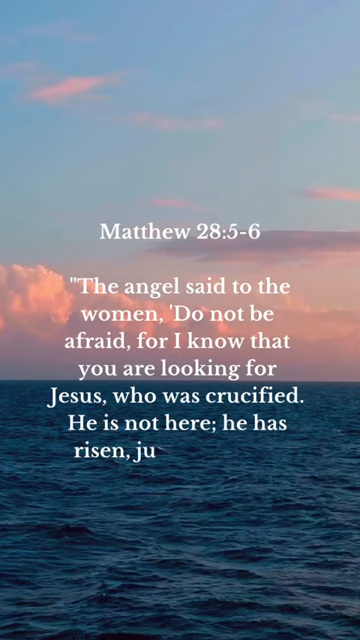 Matthew 28:5-6
"The angel said to the
women, 'Do not be
afraid, for I know that
you are looking for
Jesus, who was crucified.
He is not here; he has
risen, ju